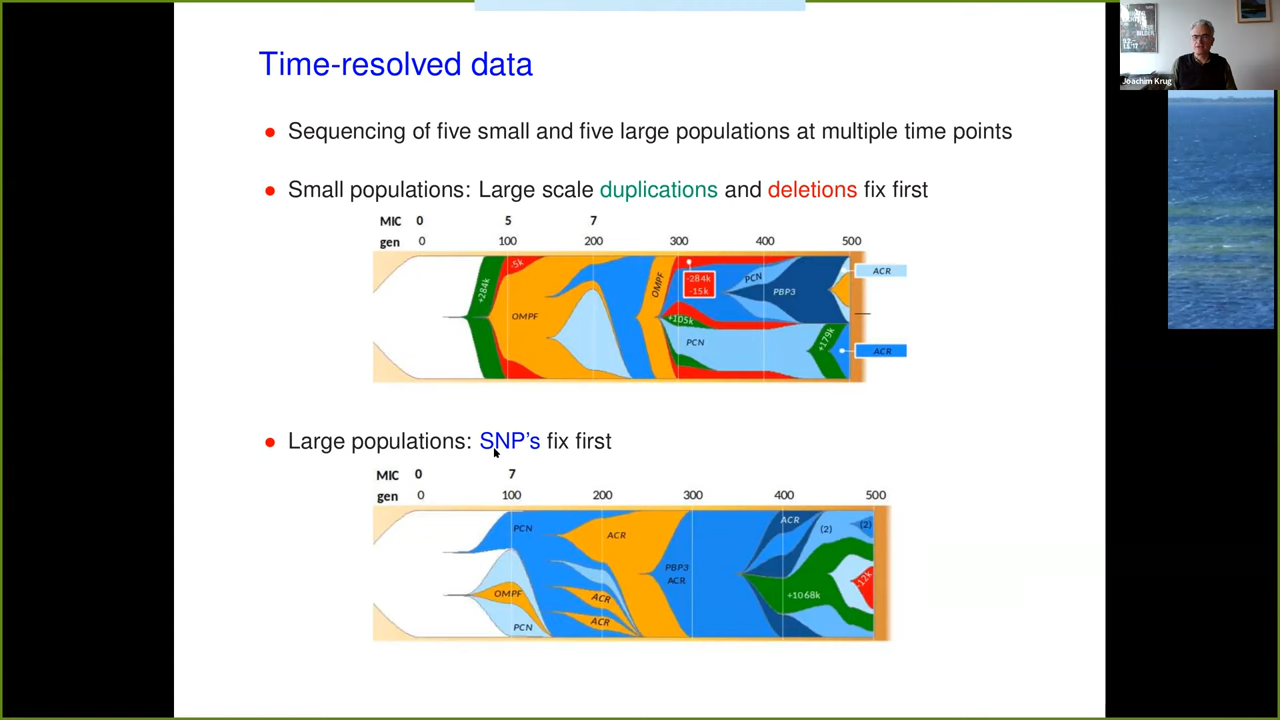 Time-resolved data
Joachim Krug
Sequencing of five small and five large populations at multiple time points
Small populations: Large scale duplications and deletions fix first
MIC 0 5 7
gen 0 100 200 300 400 500
+284k
-5k
OMPF
OMPF
-284k
-15k
+105k
PCN
PCN
PBP3
+179k
ACR
ACR
Large populations: SNP's fix first
MIC 0 7
gen 0 100 200 300 400 500
PCN
OMPF
PCN
ACR
ACR
ACR
PBP3
ACR
ACR
(2)
(2)
+1068k
-12k